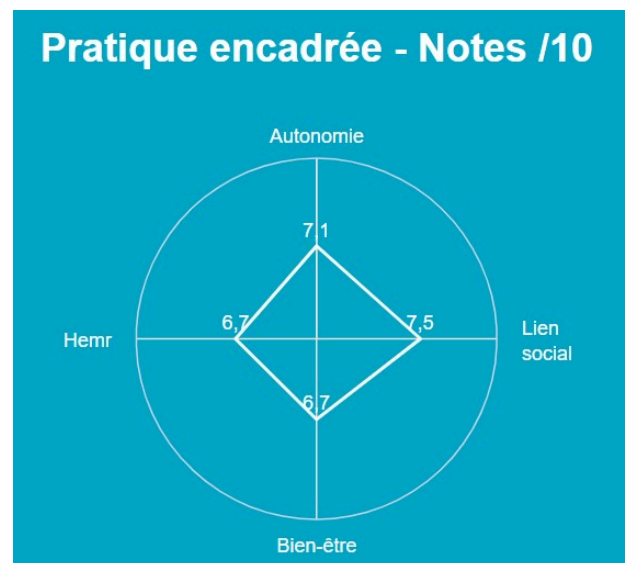 Pratique encadrée - Notes /10
Autonomie
7,1
6,7
7,5
Hemr
Lien
social
6,7
Bien-être